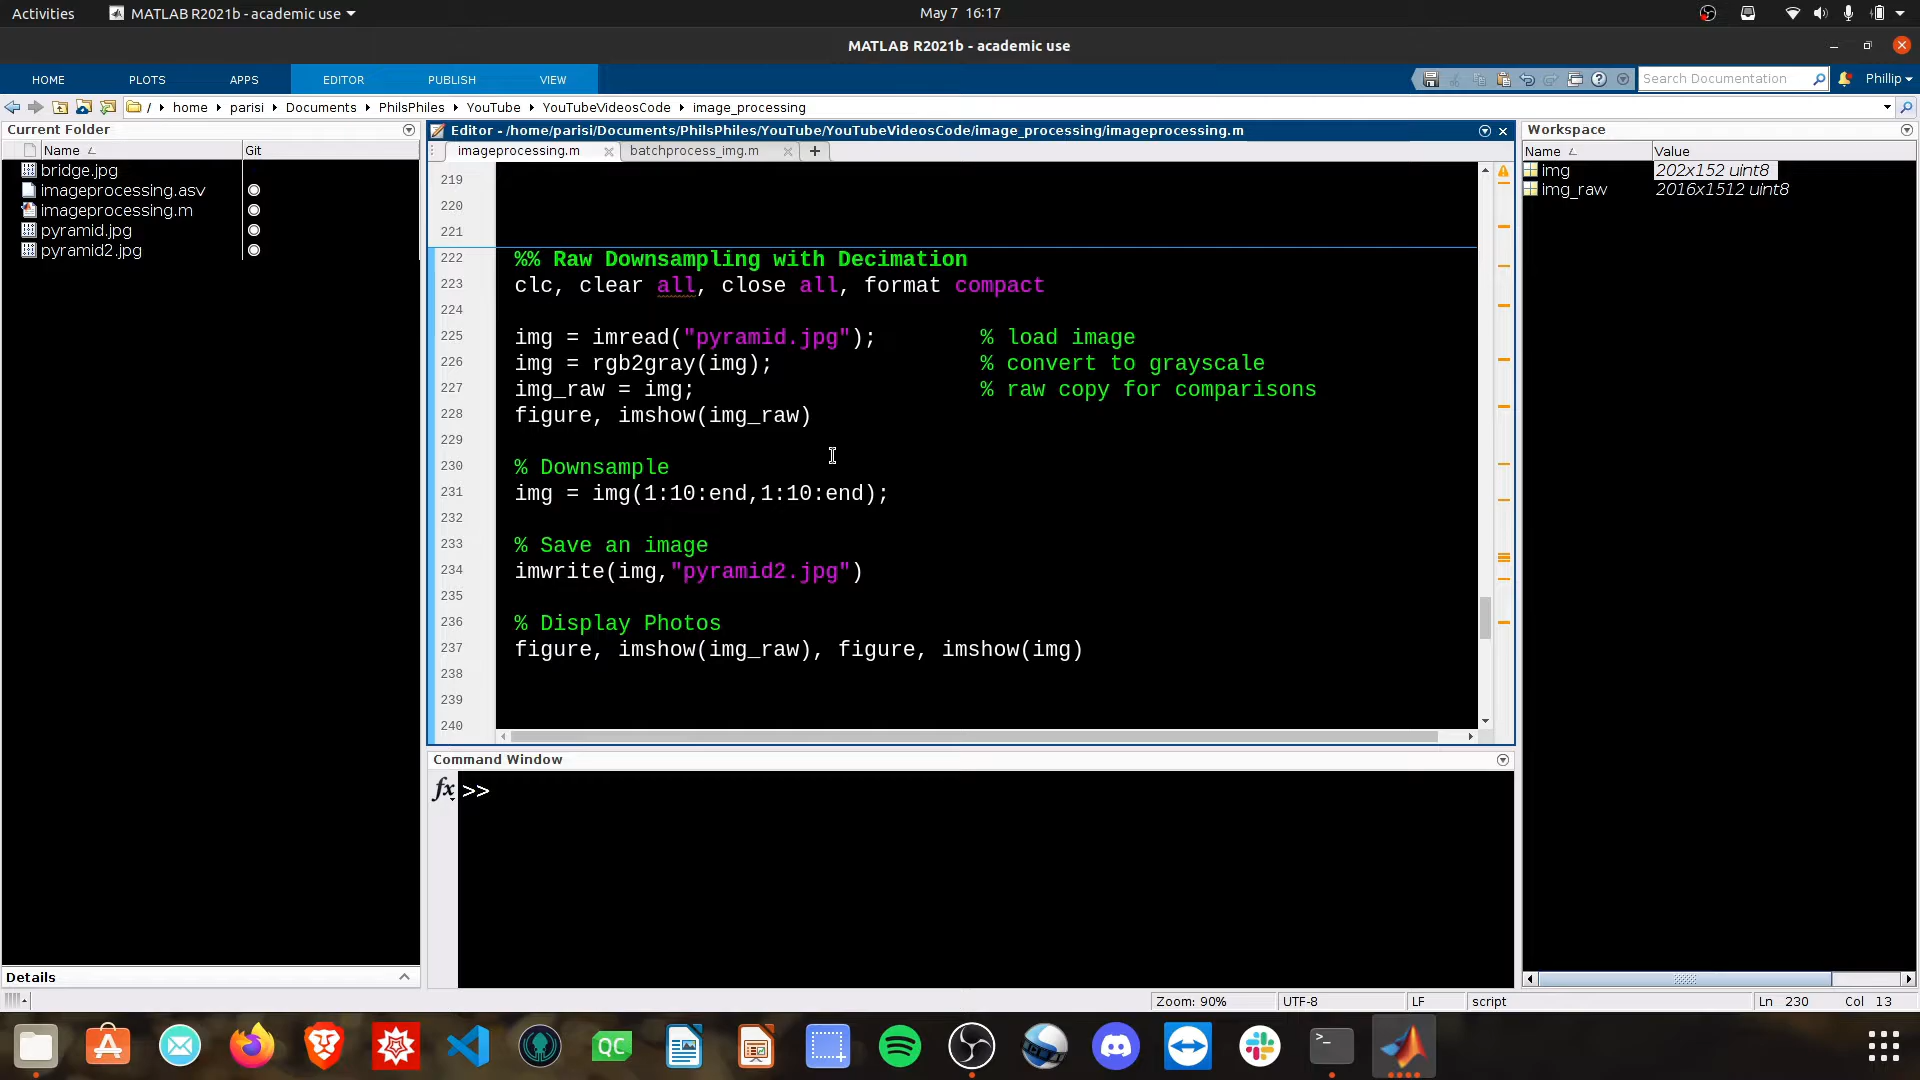 Activities
MATLAB R2021b - academic use
May 7 16:17
MATLAB R2021b - academic use
HOME PLOTS APPS EDITOR PUBLISH VIEW
Search Documentation
Phillip
/ home parisi Documents PhilsPhiles YouTube YouTubeVideosCode image_processing
Current Folder
Name Git
bridge.jpg
imageprocessing.asv
imageprocessing.m
pyramid.jpg
pyramid2.jpg
Details
Editor - /home/parisi/Documents/PhilsPhiles/YouTube/YouTubeVideosCode/image_processing/imageprocessing.m
imageprocessing.m batchprocess_img.m
219
220
221
222 %% Raw Downsampling with Decimation
223 clc, clear all, close all, format compact
224
225 img = imread("pyramid.jpg"); % load image
226 img = rgb2gray(img); % convert to grayscale
227 img_raw = img; % raw copy for comparisons
228 figure, imshow(img_raw)
229
230 % Downsample
231 img = img(1:10:end,1:10:end);
232
233 % Save an image
234 imwrite(img,"pyramid2.jpg")
235
236 % Display Photos
237 figure, imshow(img_raw), figure, imshow(img)
238
239
240
Command Window
fx >>
Workspace
Name Value
img 202x152 uint8
img_raw 2016x1512 uint8
Zoom: 90% UTF-8 LF script Ln 230 Col 13
QC
>_